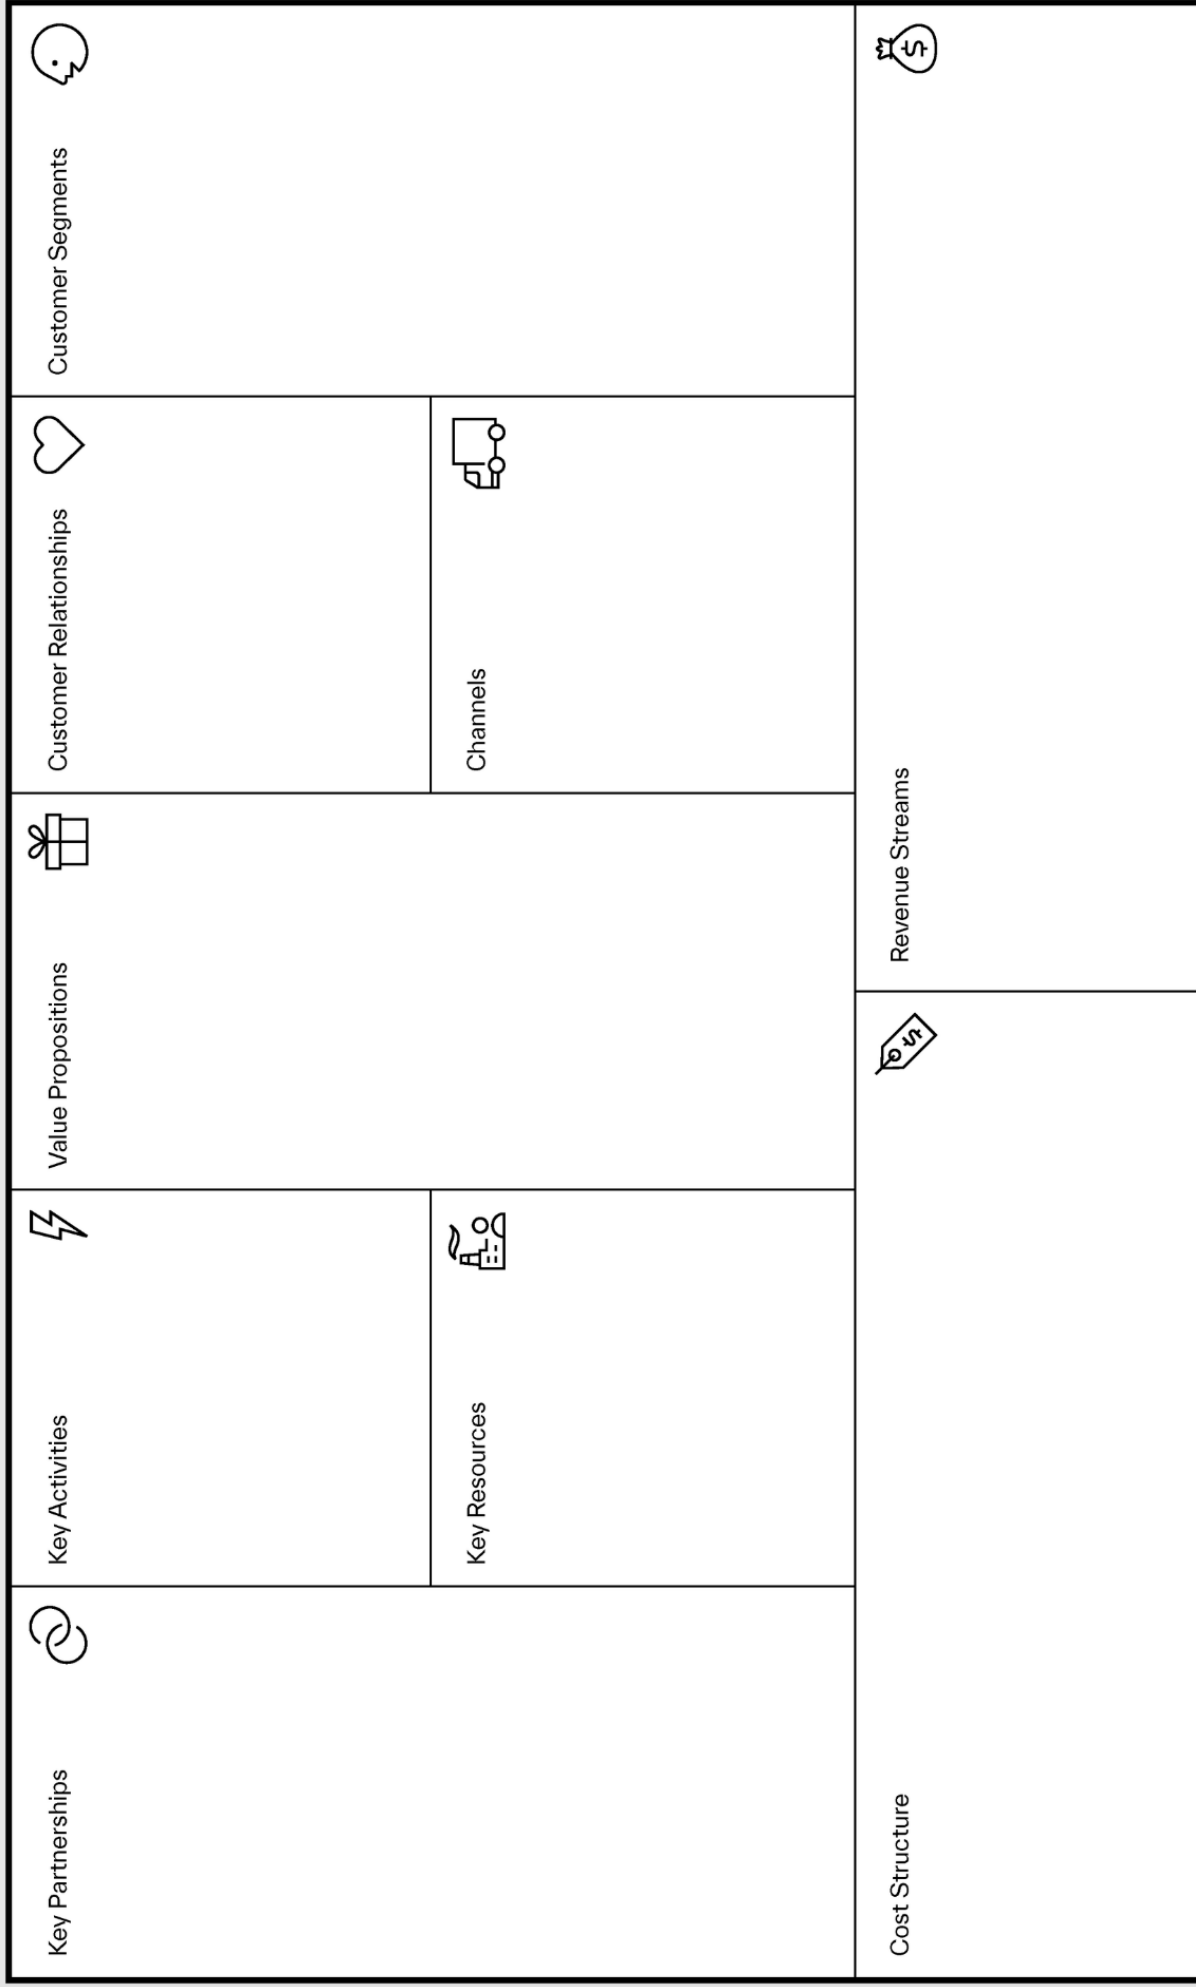 Key Partnerships
Key Activities
Key Resources
Value Propositions
Customer Relationships
Channels
Customer Segments
Cost Structure
Revenue Streams